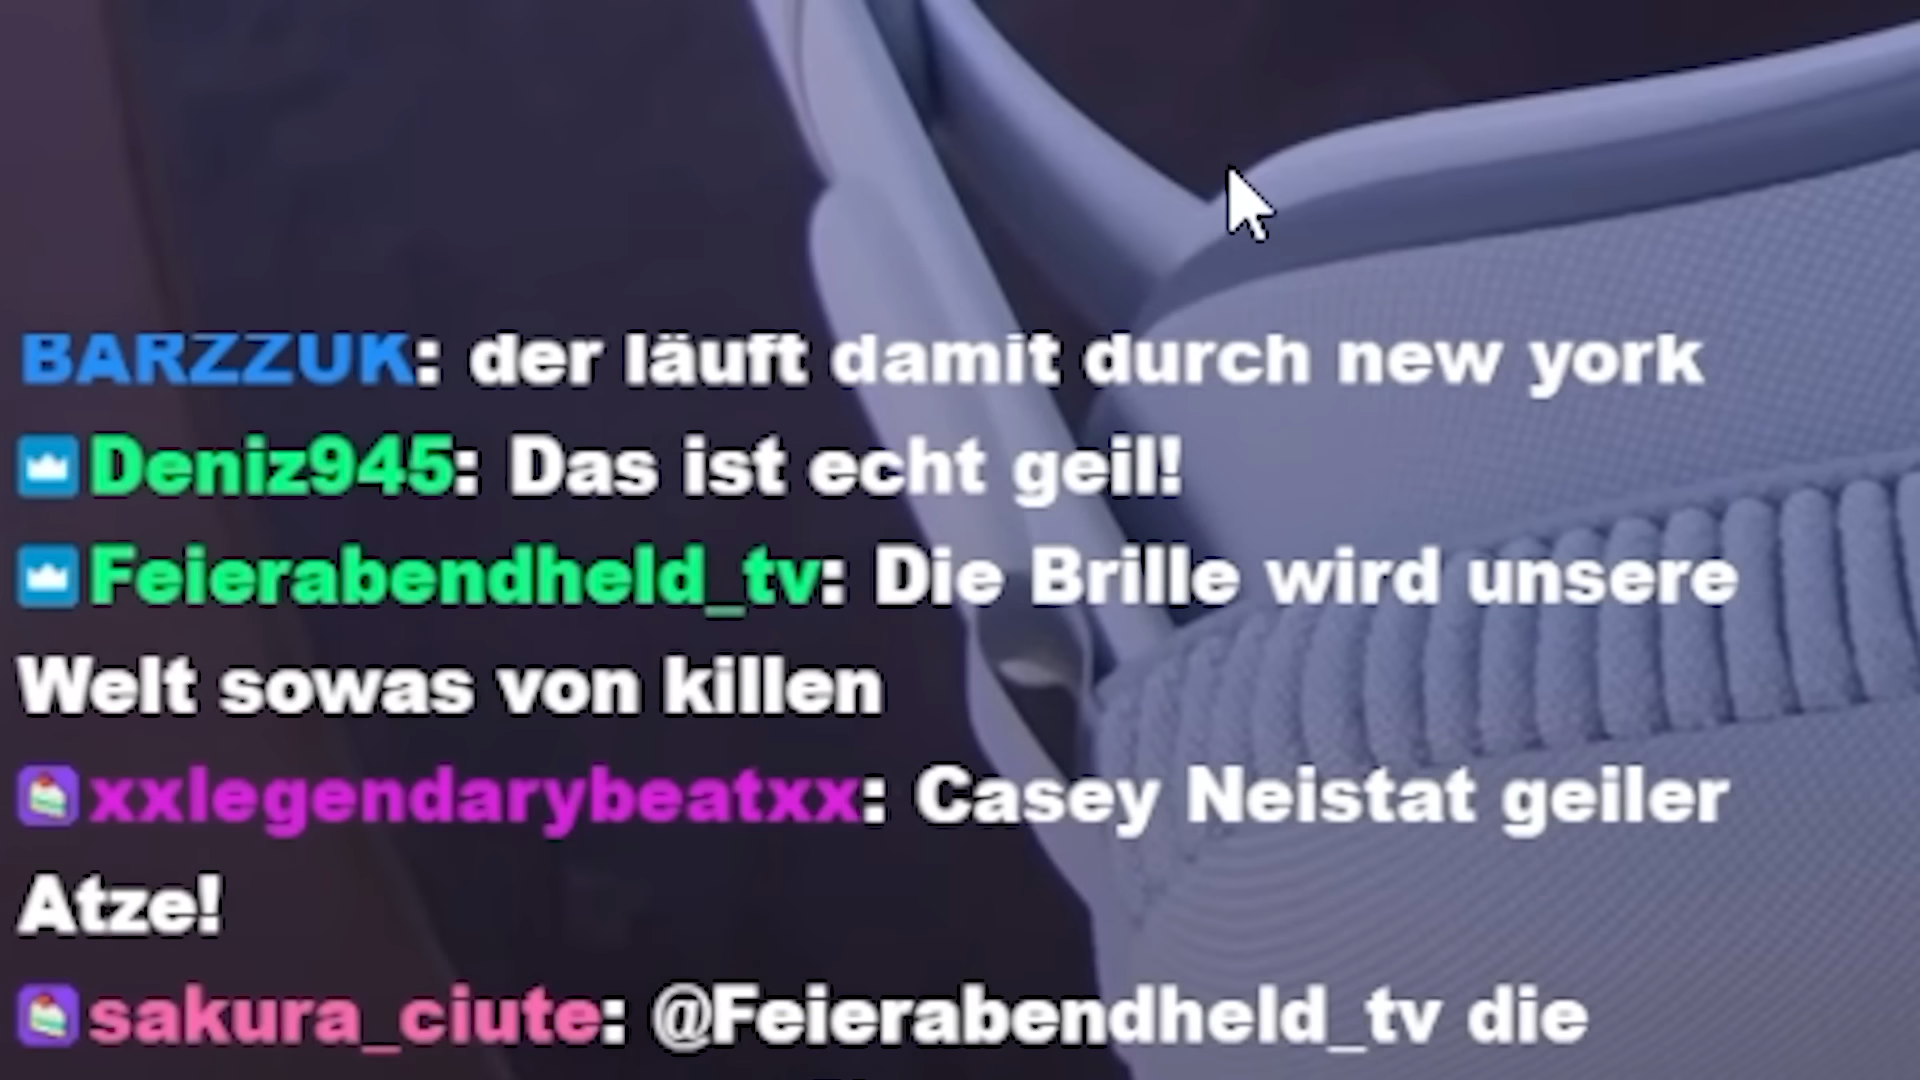 BARZZUK: der läuft damit durch new york
Deniz945: Das ist echt geil!
Feierabendheld_tv: Die Brille wird unsere
Welt sowas von killen
xxlegendarybeatxx: Casey Neistat geiler
Atze!
sakura_ciute: @Feierabendheld_tv die